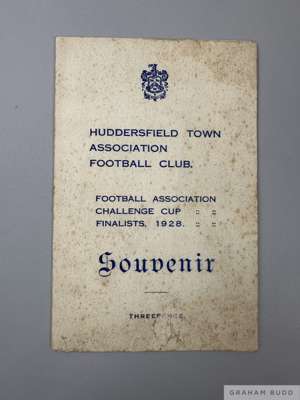 HUDDERSFIELD TOWN
ASSOCIATION
FOOTBALL CLUB.
FOOTBALL ASSOCIATION
CHALLENGE CUP " "
FINALISTS, 1928. " "
Souvenir
THREEPENCE
GRAHAM BUDD